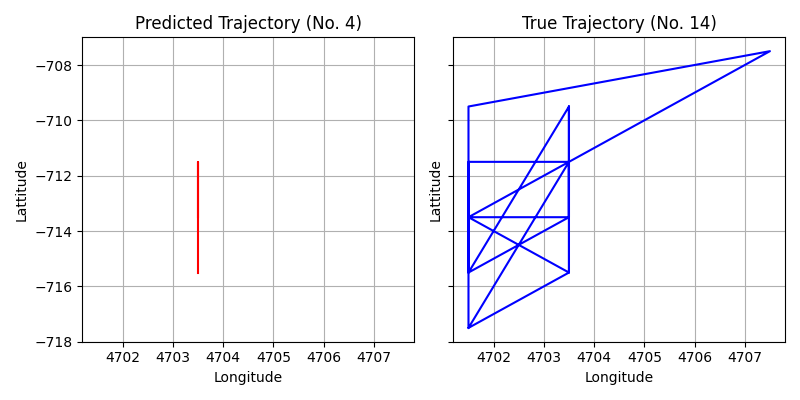 Predicted Trajectory (No. 4)
True Trajectory (No. 14)
−708
−710
−712
−714
−716
−718
Lattitude
Lattitude
4702 4703 4704 4705 4706 4707
4702 4703 4704 4705 4706 4707
Longitude
Longitude